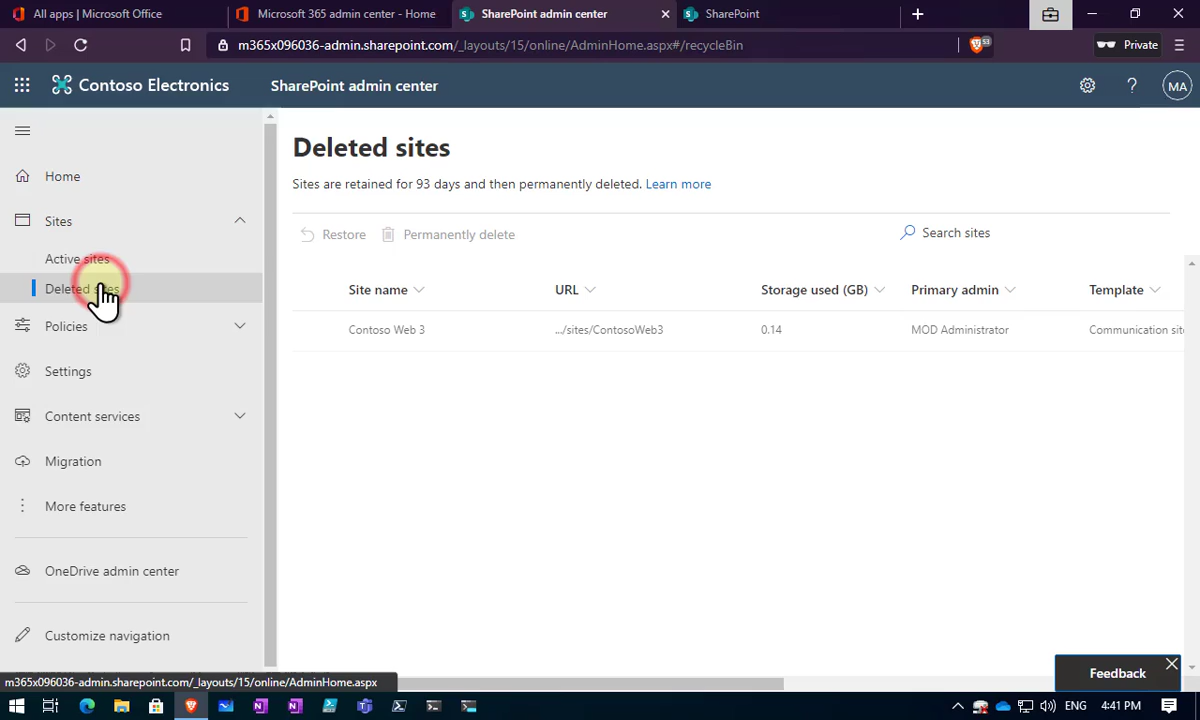 All apps | Microsoft Office
Microsoft 365 admin center - Home
SharePoint admin center
SharePoint
m365x096036-admin.sharepoint.com/_layouts/15/online/AdminHome.aspx#/recycleBin
53
Private
Contoso Electronics
SharePoint admin center
?
MA
Home
Sites
Active sites
Deleted sites
Policies
Settings
Content services
Migration
More features
OneDrive admin center
Customize navigation
Deleted sites
Sites are retained for 93 days and then permanently deleted. Learn more
Restore
Permanently delete
Search sites
Site name
URL
Storage used (GB)
Primary admin
Template
Contoso Web 3
.../sites/ContosoWeb3
0.14
MOD Administrator
Communication site
Feedback
m365x096036-admin.sharepoint.com/_layouts/15/online/AdminHome.aspx
ENG
4:41 PM